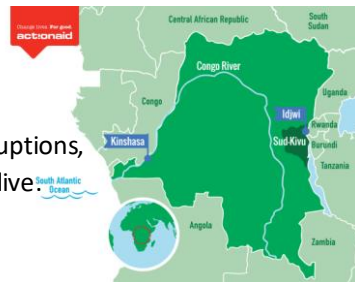 Change lives. For good.
actionaid
Central African Republic
South
Sudan
Congo River
Uganda
Congo
Idjwi
Rwanda
Kinshasa
Sud-Kivu
Burundi
uptions,
Tanzania
live.
South Atlantic
Ocean
Angola
Zambia